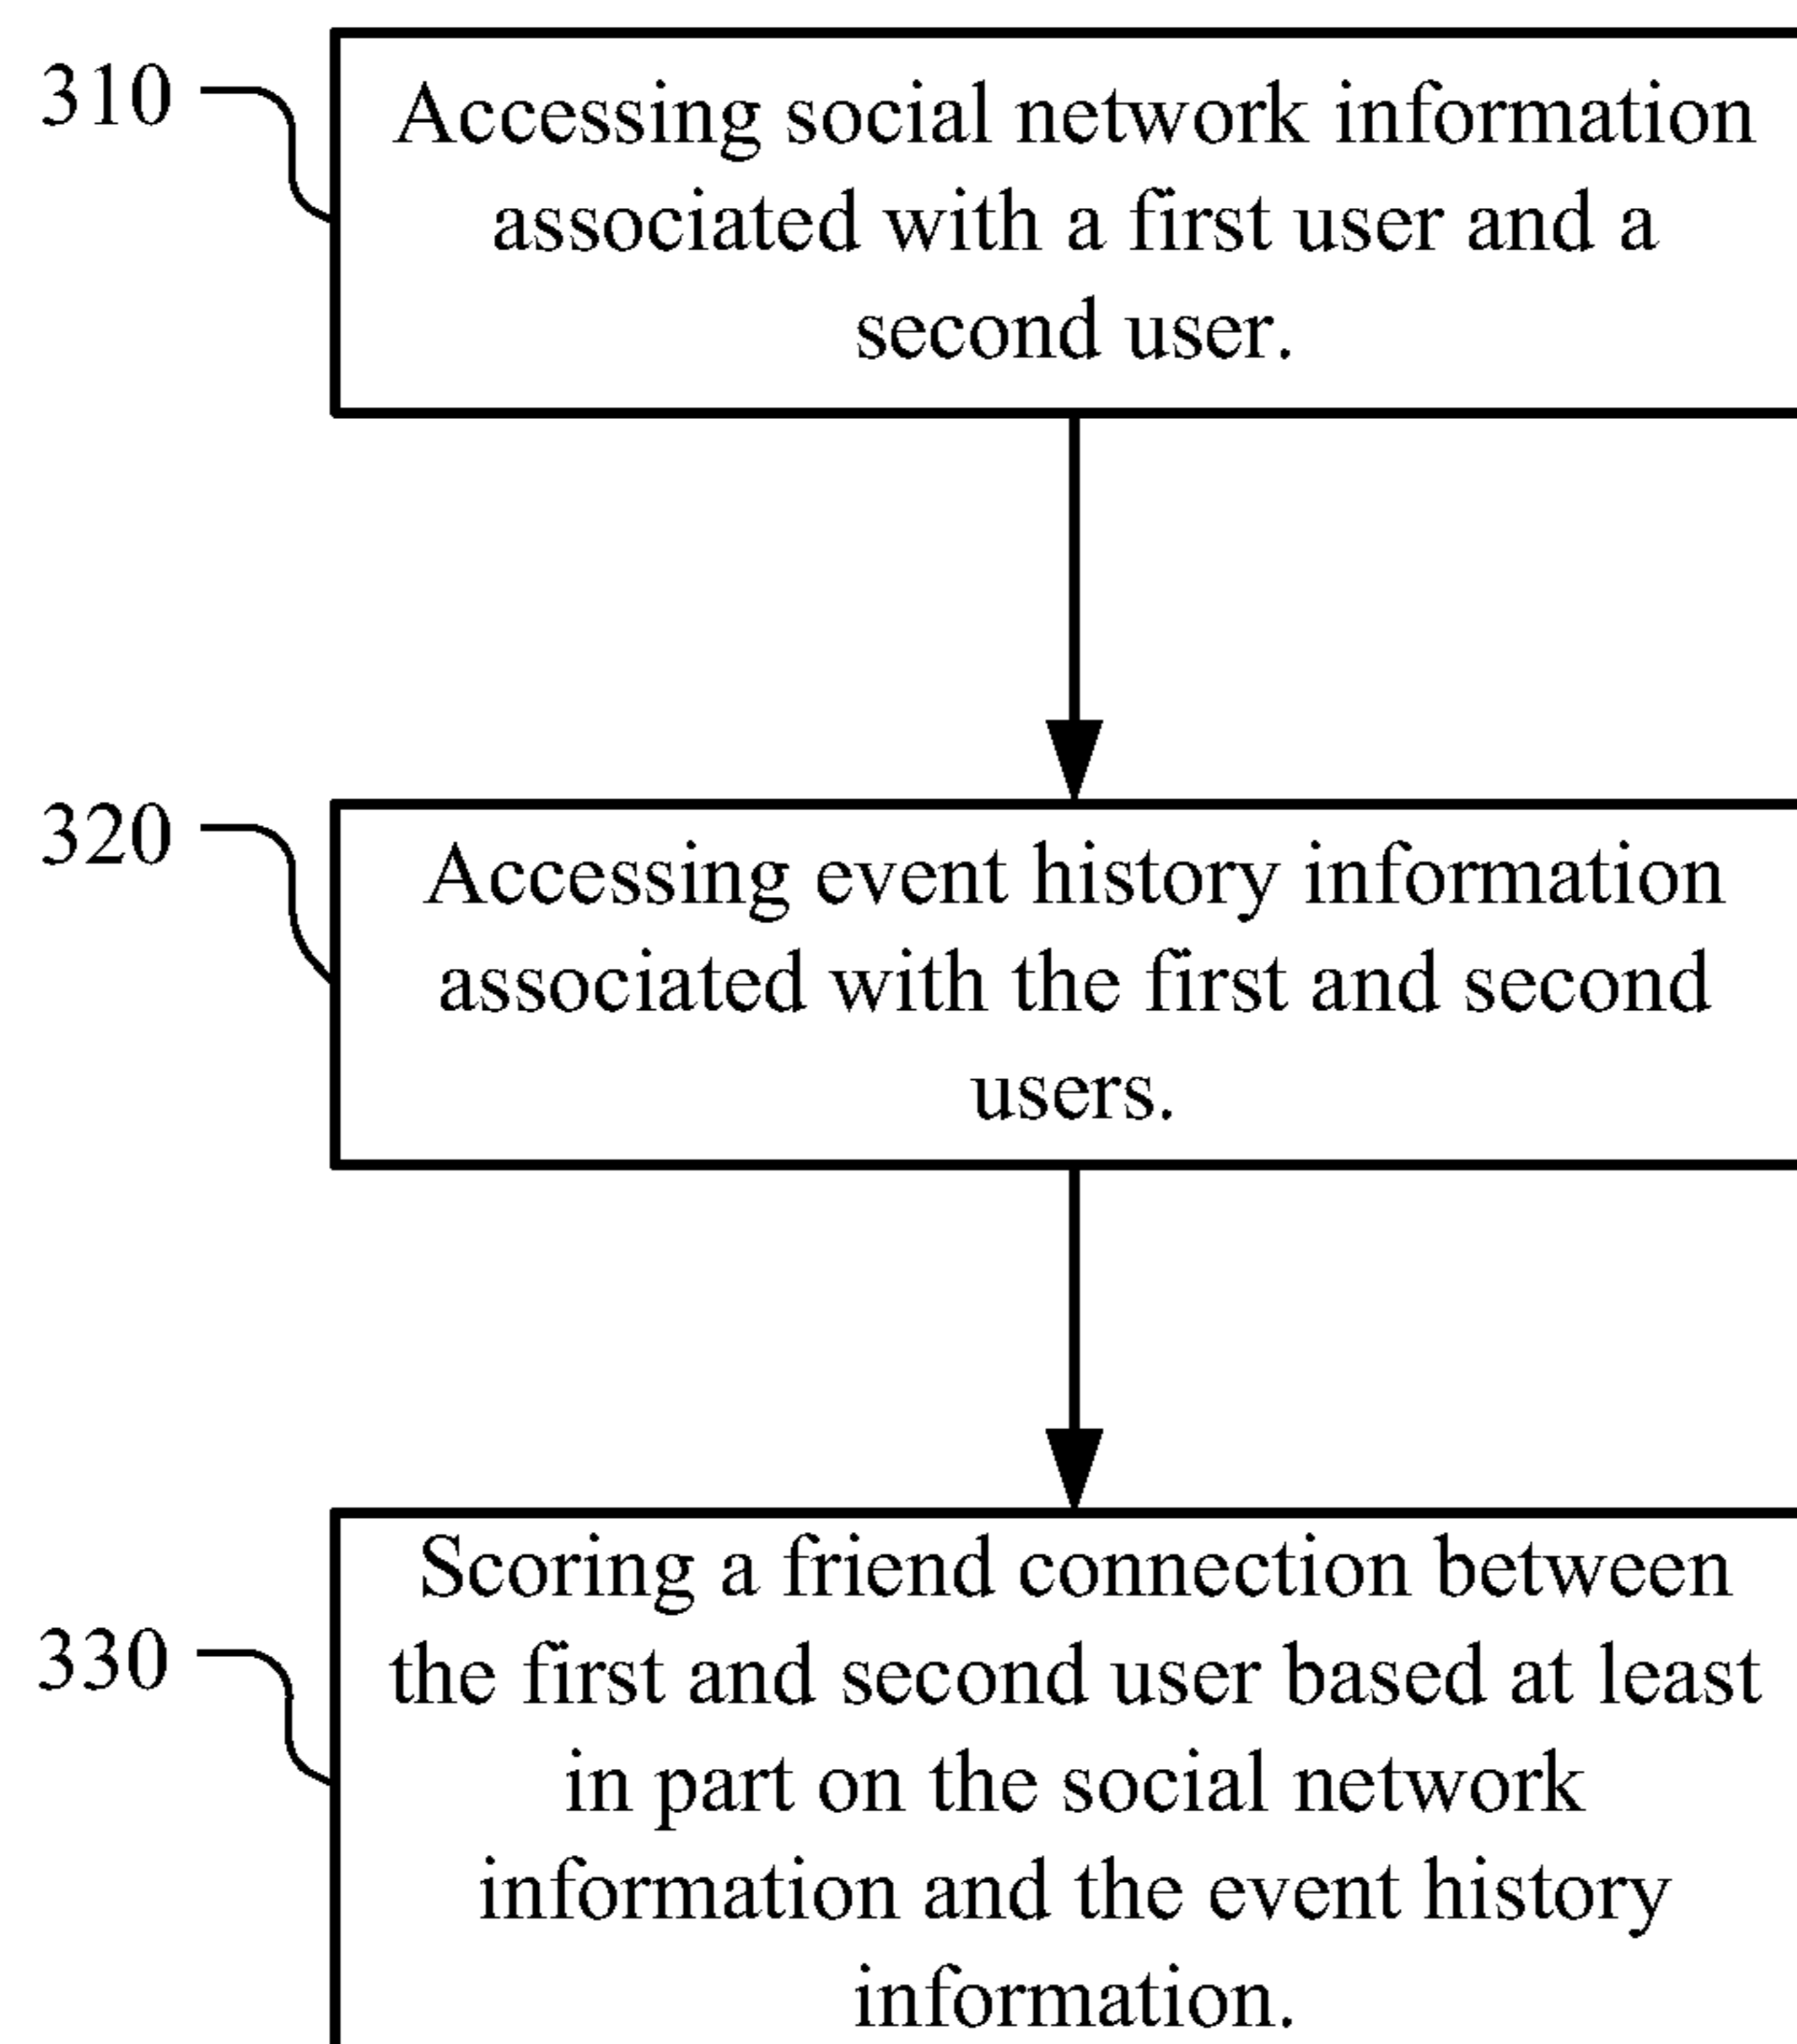 310
Accessing social network information
associated with a first user and a
second user.
320
Accessing event history information
associated with the first and second
users.
330
Scoring a friend connection between
the first and second user based at least
in part on the social network
information and the event history
information.